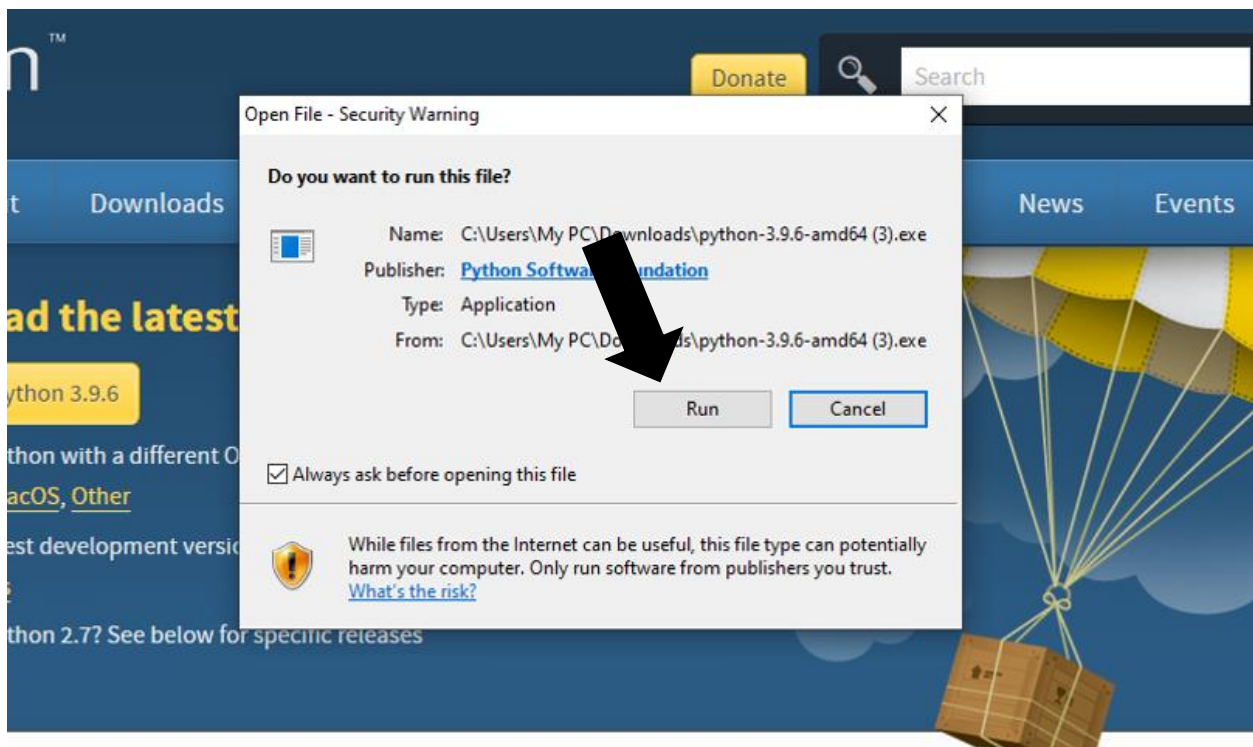 n™
Donate
Search
Open File - Security Warning
Do you want to run this file?
t Downloads
News Events
Name: C:\Users\My PC\Downloads\python-3.9.6-amd64 (3).exe
Publisher: Python Software Foundation
Type: Application
From: C:\Users\My PC\Downloads\python-3.9.6-amd64 (3).exe
ad the latest
ython 3.9.6
Run Cancel
thon with a different O
Always ask before opening this file
acOS, Other
est development versio
While files from the Internet can be useful, this file type can potentially
harm your computer. Only run software from publishers you trust.
What's the risk?
thon 2.7? See below for specific releases